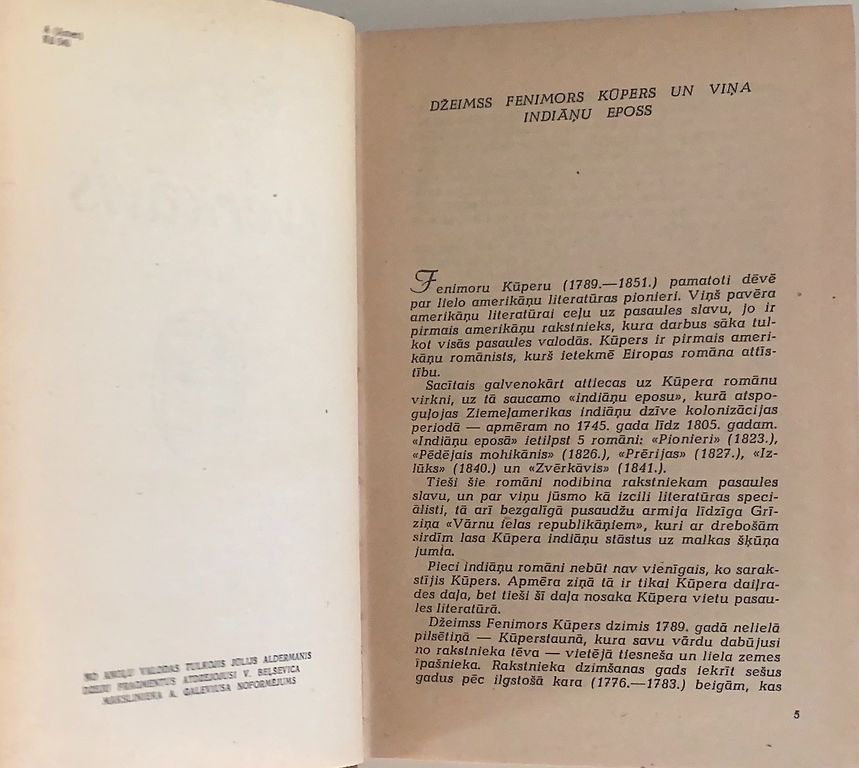 DŽEIMSS FENIMORS KŪPERS UN VIŅA
INDIĀŅU EPOSS
Fenimoru Kūperu (1789.—1851.) pamatoti dēvē
par lielo amerikāņu literatūras pionieri. Viņš pavēra
amerikāņu literatūrai ceļu uz pasaules slavu, jo ir
pirmais amerikāņu rakstnieks, kura darbus sāka tul-
kot visās pasaules valodās. Kūpers ir pirmais ameri-
kāņu romānists, kurš ietekmē Eiropas romāna attīs-
tību.
Sacītais galvenokārt attiecas uz Kūpera romānu
virkni, uz tā saucamo «indiāņu eposu», kurā atspo-
guļojas Ziemeļamerikas indiāņu dzīve kolonizācijas
periodā — apmēram no 1745. gada līdz 1805. gadam.
«Indiāņu eposā» ietilpst 5 romāni: «Pionieri» (1823.),
«Pēdējais mohikānis» (1826.), «Prērijas» (1827.), «Iz-
lūks» (1840.) un «Zvērkāvis» (1841.).
Tieši šie romāni nodibina rakstniekam pasaules
slavu, un par viņu jūsmo kā izcili literatūras speci-
ālisti, tā arī bezgalīgā pusaudžu armija līdzīga Grī-
ziņa «Vārnu ielas republikāņiem», kuri ar drebošām
sirdīm lasa Kūpera indiāņu stāstus uz malkas šķūņa
jumta.
Pieci indiāņu romāni nebūt nav vienīgais, ko sarak-
stījis Kūpers. Apmēra ziņā tā ir tikai Kūpera daiļra-
des daļa, bet tieši šī daļa nosaka Kūpera vietu pasau-
les literatūrā.
Džeimss Fenimors Kūpers dzimis 1789. gadā nelielā
pilsētiņā — Kūperstaunā, kura savu vārdu dabūjusi
no rakstnieka tēva — vietējā tiesneša un liela zemes
īpašnieka. Rakstnieka dzimšanas gads iekrīt sešus
gadus pēc ilgstošā kara (1776.—1783.) beigām, kas
5
NO ANGĻU VALODAS TULKOJIS JŪLIJS ALDERMANIS
DZEJU FRAGMENTUS ATDZEJOJUSI V. BELŠEVICA
MĀKSLINIEKA A. GALEVIUSA NOFORMĒJUMS